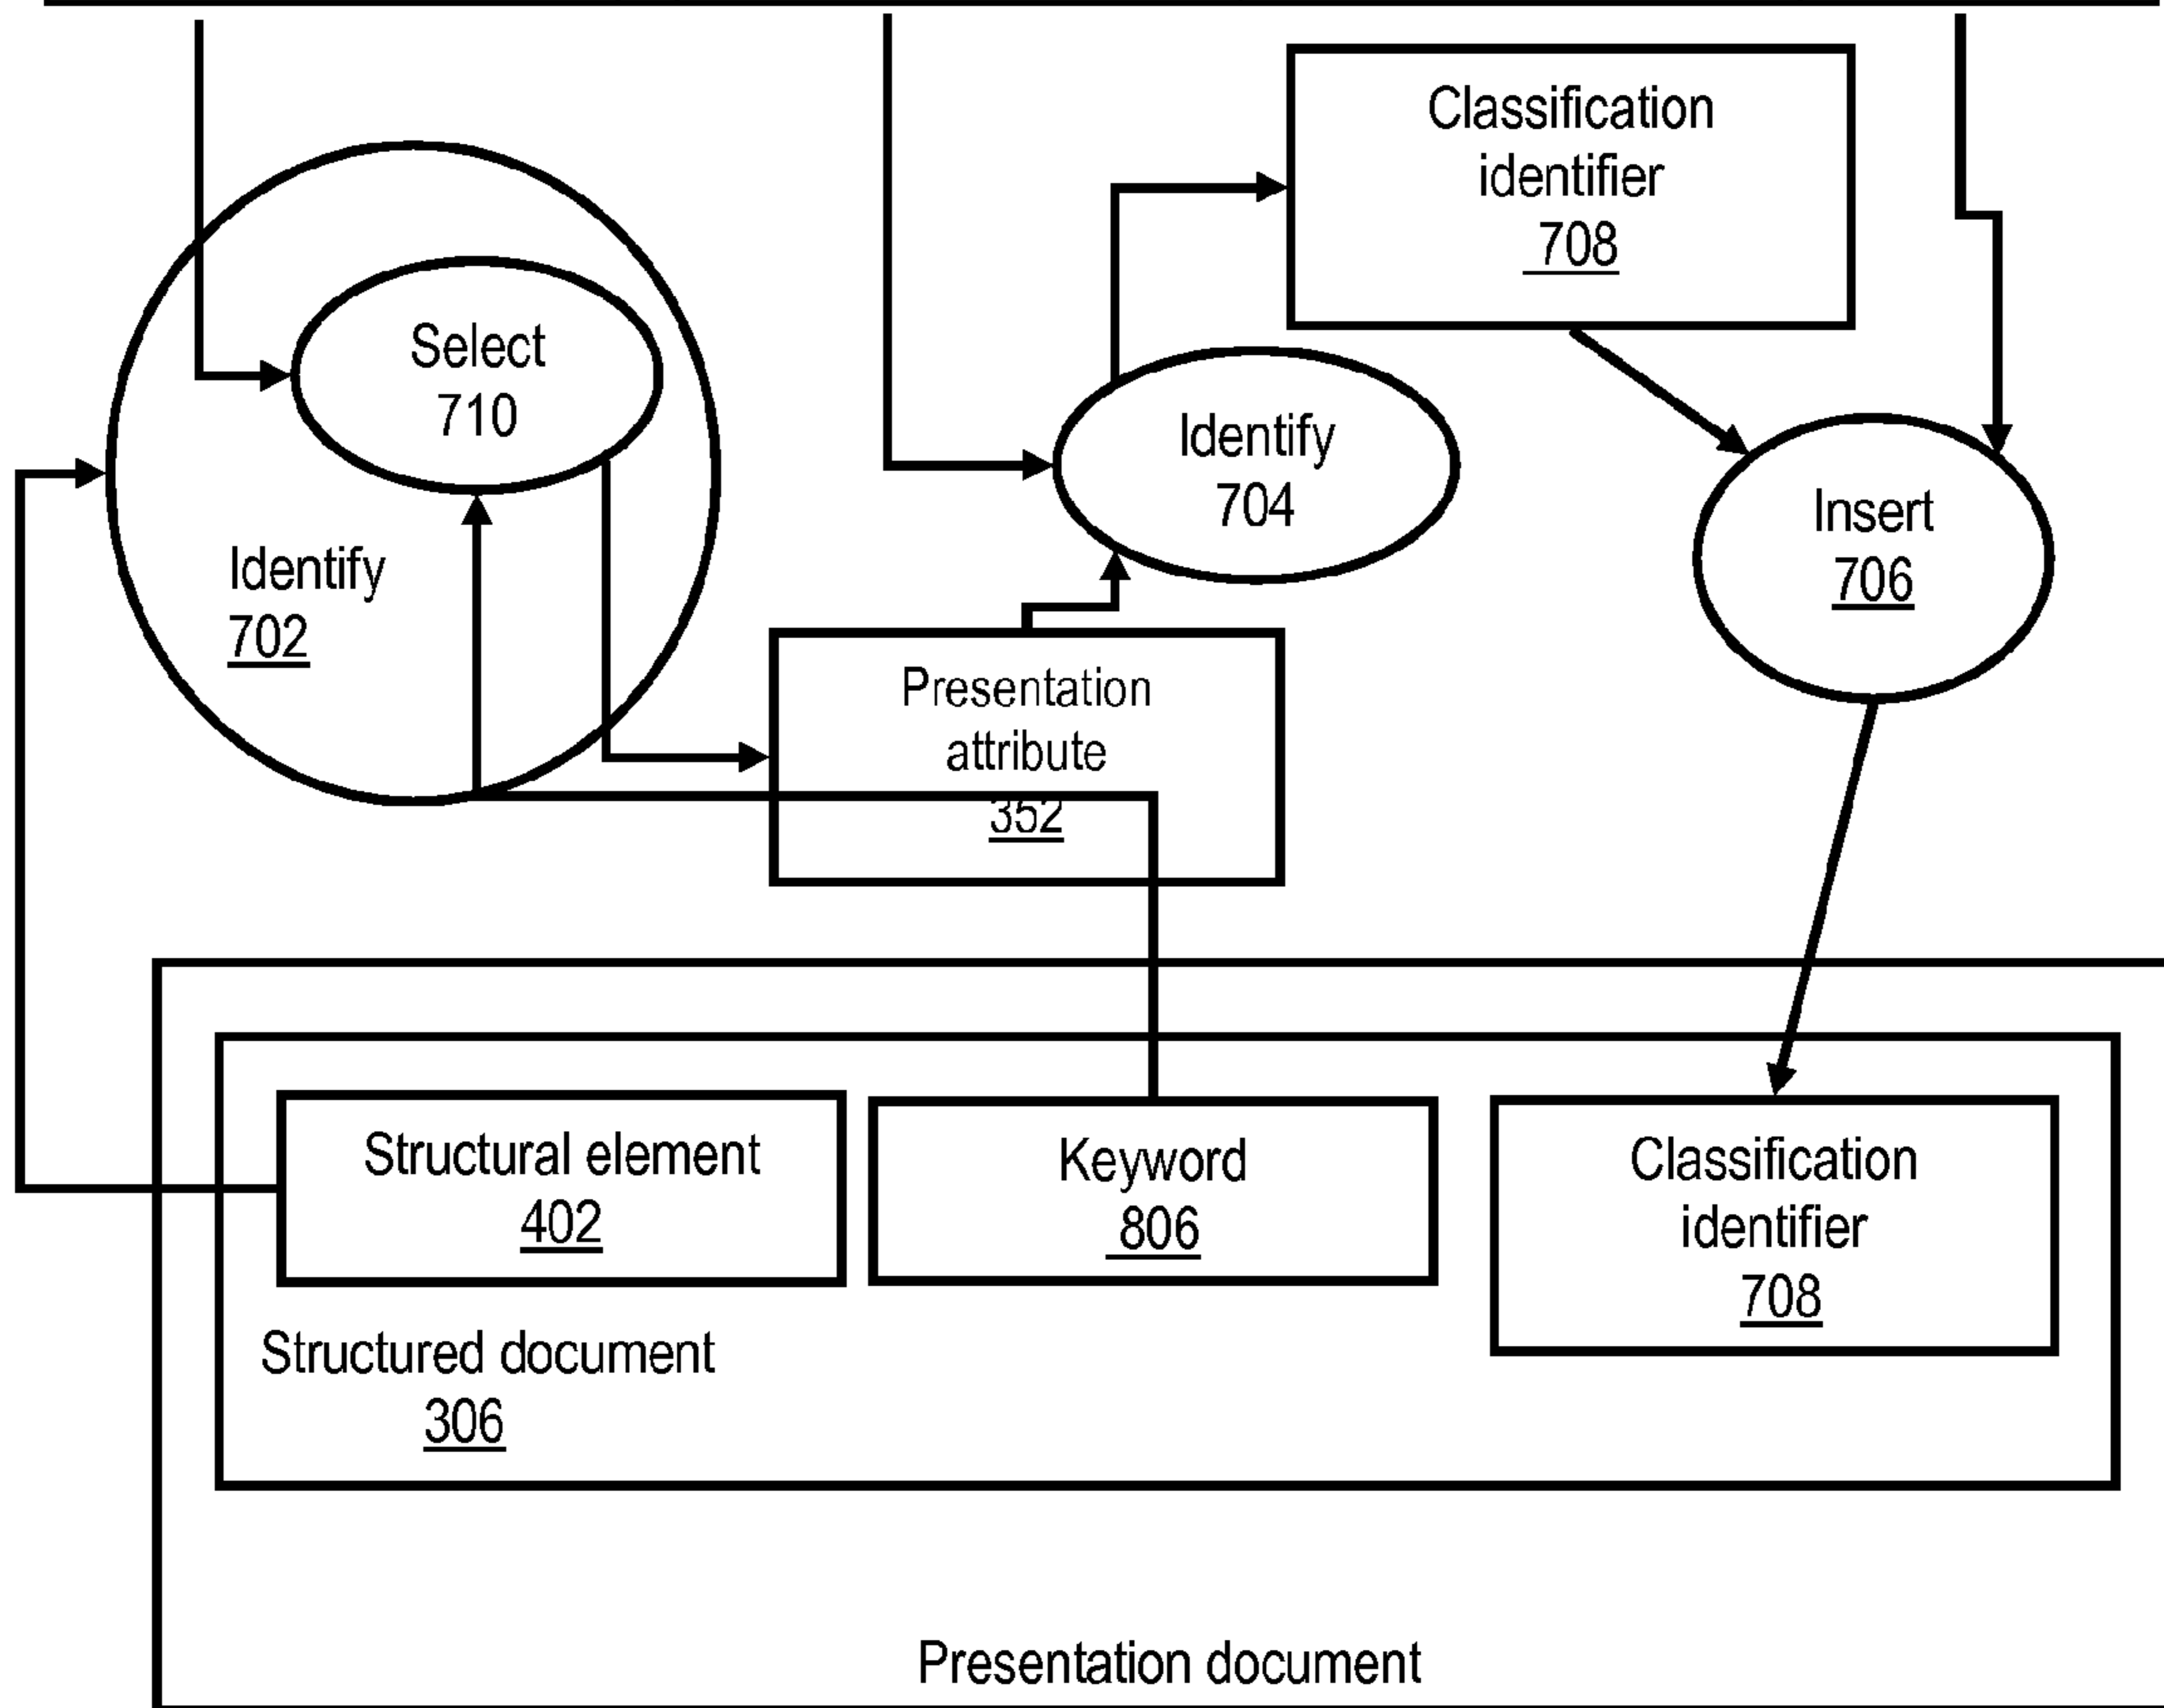 Classification
identifier
708
Select
710
Identify
704
Insert
706
Identify
702
Presentation
attribute
352
Structural element
402
Keyword
806
Classification
identifier
708
Structured document
306
Presentation document